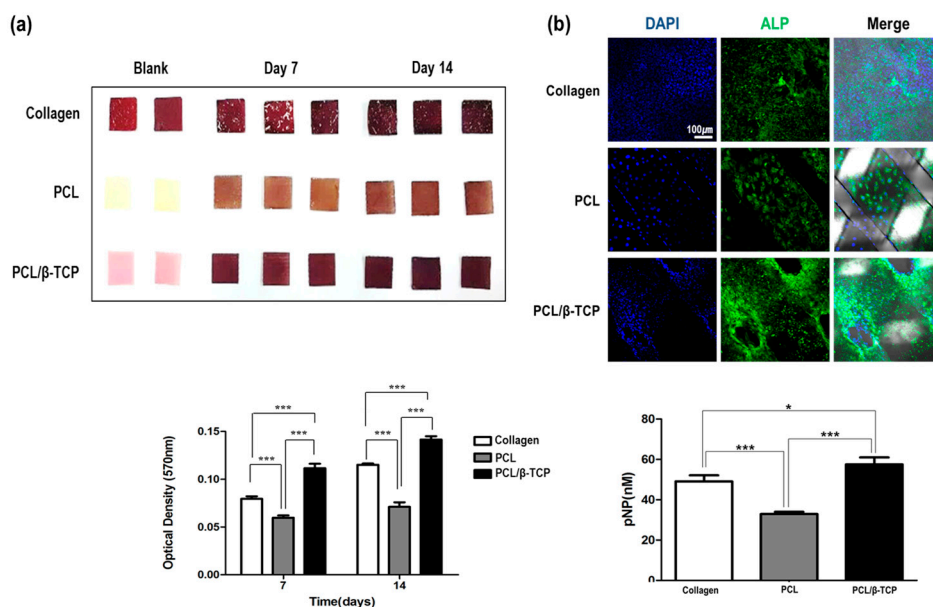 (a)
Blank Day 7 Day 14
Collagen
PCL
PCL/β-TCP
Optical Density (570nm)
0.15
0.10
0.05
0.00
7 14
Time(days)
***
***
***
***
***
***
Collagen
PCL
PCL/β-TCP
(b)
DAPI ALP Merge
Collagen
100μm
PCL
PCL/β-TCP
pNP(nM)
80
60
40
20
0
*
***
***
Collagen PCL PCL/β-TCP